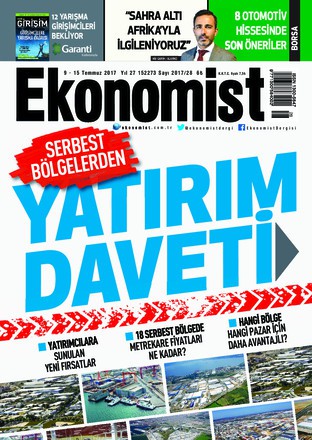 GİRİŞİM
12 YARIŞMA
GİRİŞİMCİLERİ
BEKLİYOR
Garanti
"SAHRA ALTI
AFRİKA'YLA
İLGİLENİYORUZ"
8 OTOMOTİV
HİSSESİNDE
SON ÖNERİLER
BORSA
9 - 15 Temmuz 2017 Yıl 27 152273 Sayı 2017/28 06
Ekonomist
ekonomist.com.tr
@ekonomistdergi
EkonomistDergisi
SERBEST
BÖLGELERDEN
YATIRIM
DAVETİ
YATIRIMCILARA
SUNULAN
YENİ FIRSATLAR
18 SERBEST BÖLGEDE
METREKARE FİYATLARI
NE KADAR?
HANGİ BÖLGE
HANGİ PAZAR İÇİN
DAHA AVANTAJLI?